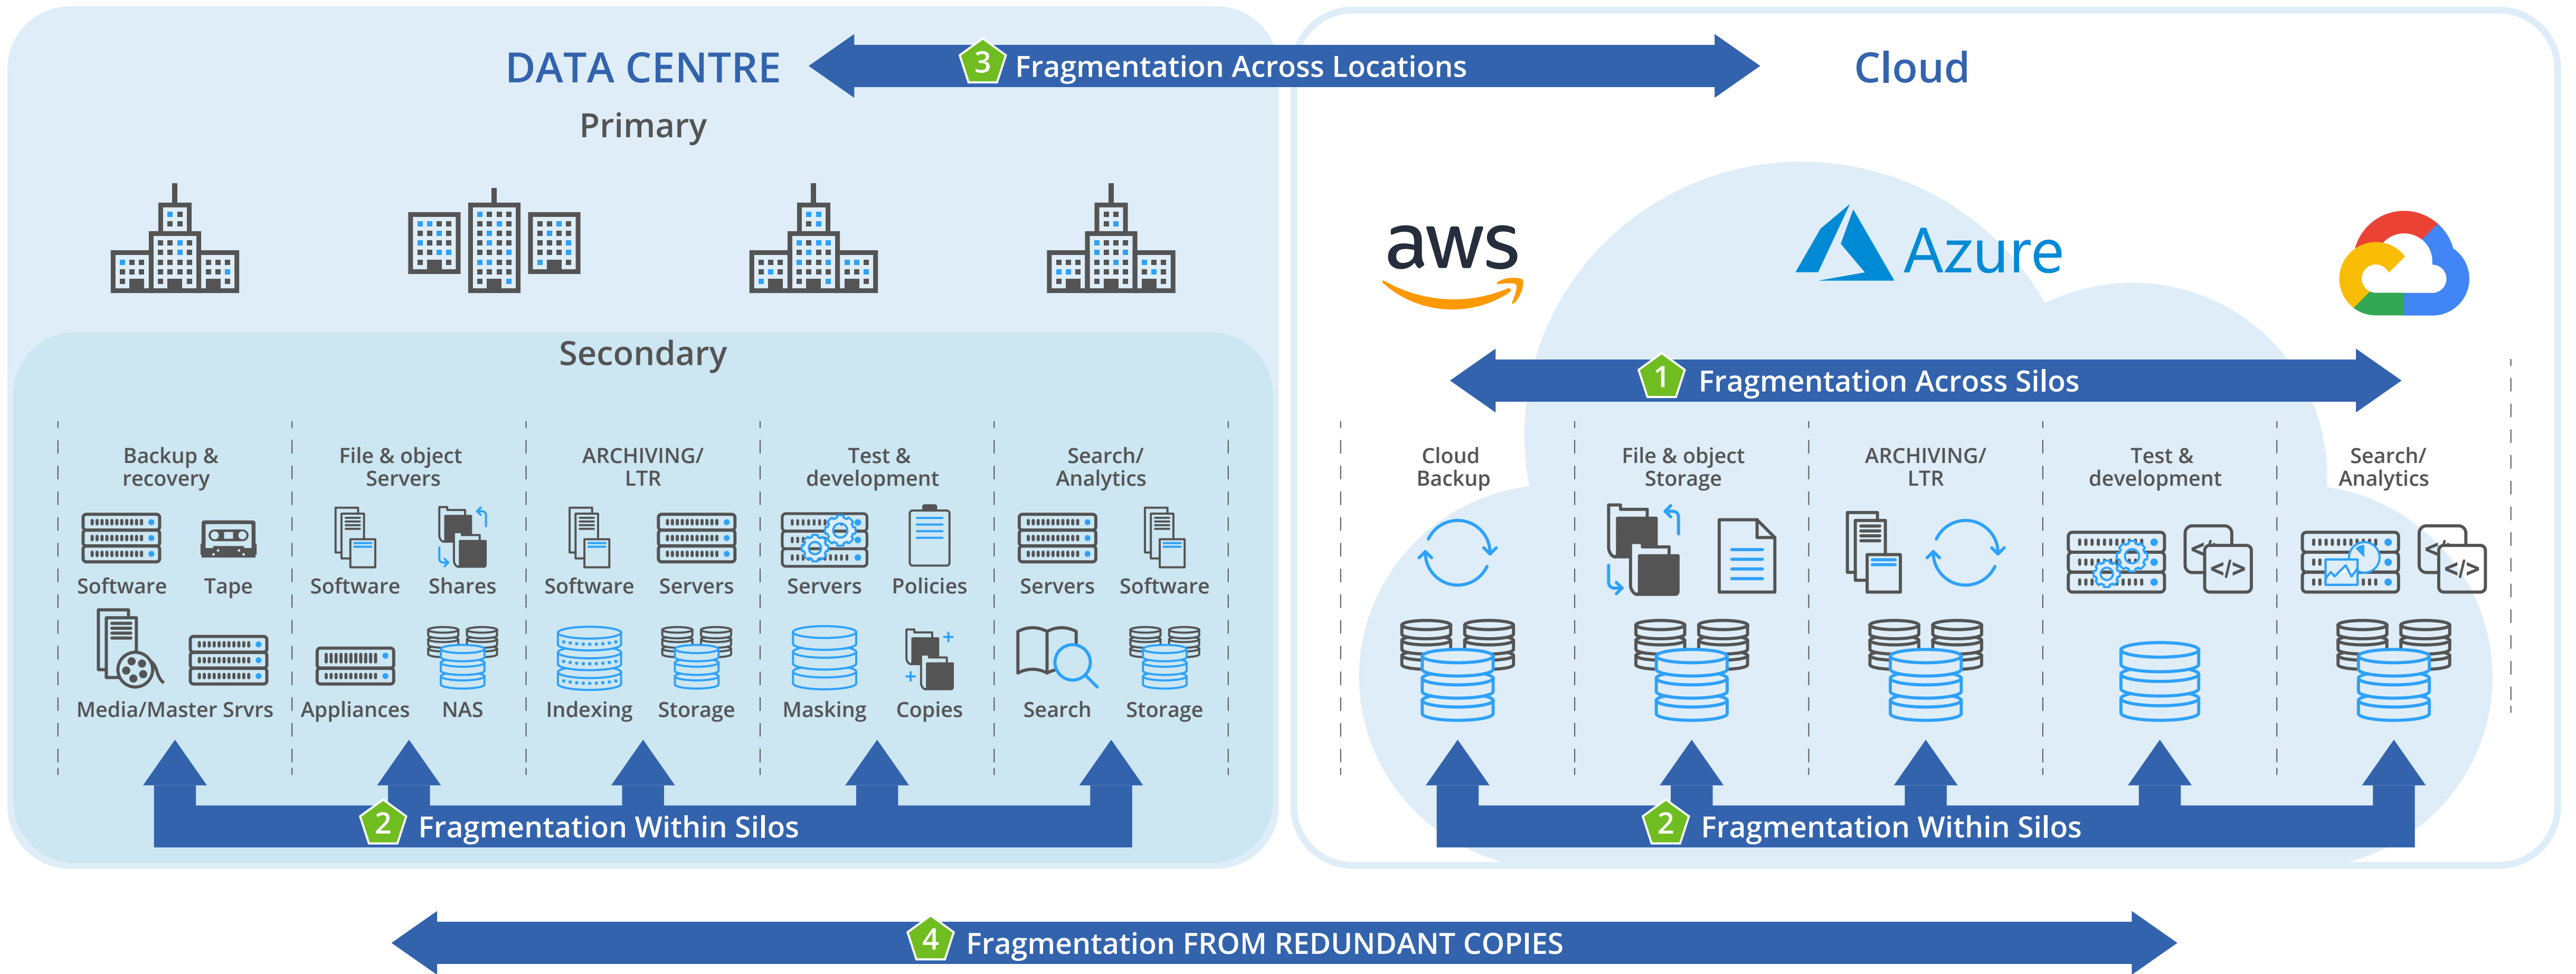 DATA CENTRE
3
Fragmentation Across Locations
Cloud
Primary
aws
Azure
Secondary
1
Fragmentation Across Silos
Backup &
recovery
File & object
Servers
ARCHIVING/
LTR
Test &
development
Search/
Analytics
Cloud
Backup
File & object
Storage
ARCHIVING/
LTR
Test &
development
Search/
Analytics
Software
Tape
Software
Shares
Software
Servers
Servers
Policies
Servers
Software
</>
</>
Media/Master Srvrs
Appliances
NAS
Indexing
Storage
Masking
Copies
Search
Storage
2
Fragmentation Within Silos
2
Fragmentation Within Silos
4
Fragmentation FROM REDUNDANT COPIES